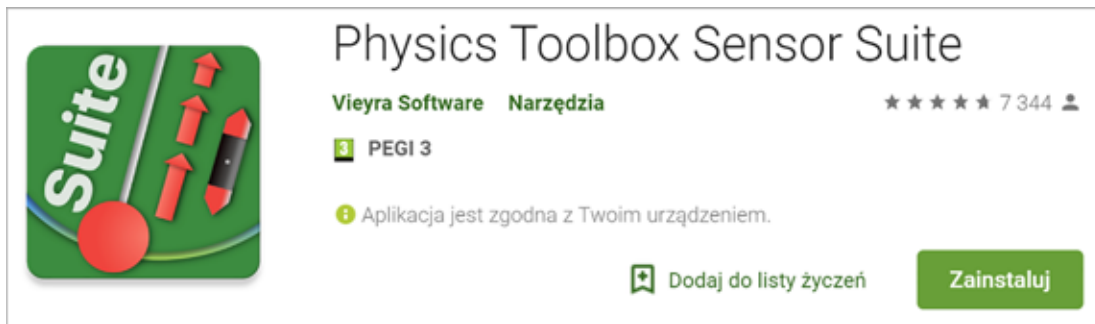 Suite
Physics Toolbox Sensor Suite
Vieyra Software Narzędzia
7 344
3 PEGI 3
Aplikacja jest zgodna z Twoim urządzeniem.
Dodaj do listy życzeń
Zainstaluj